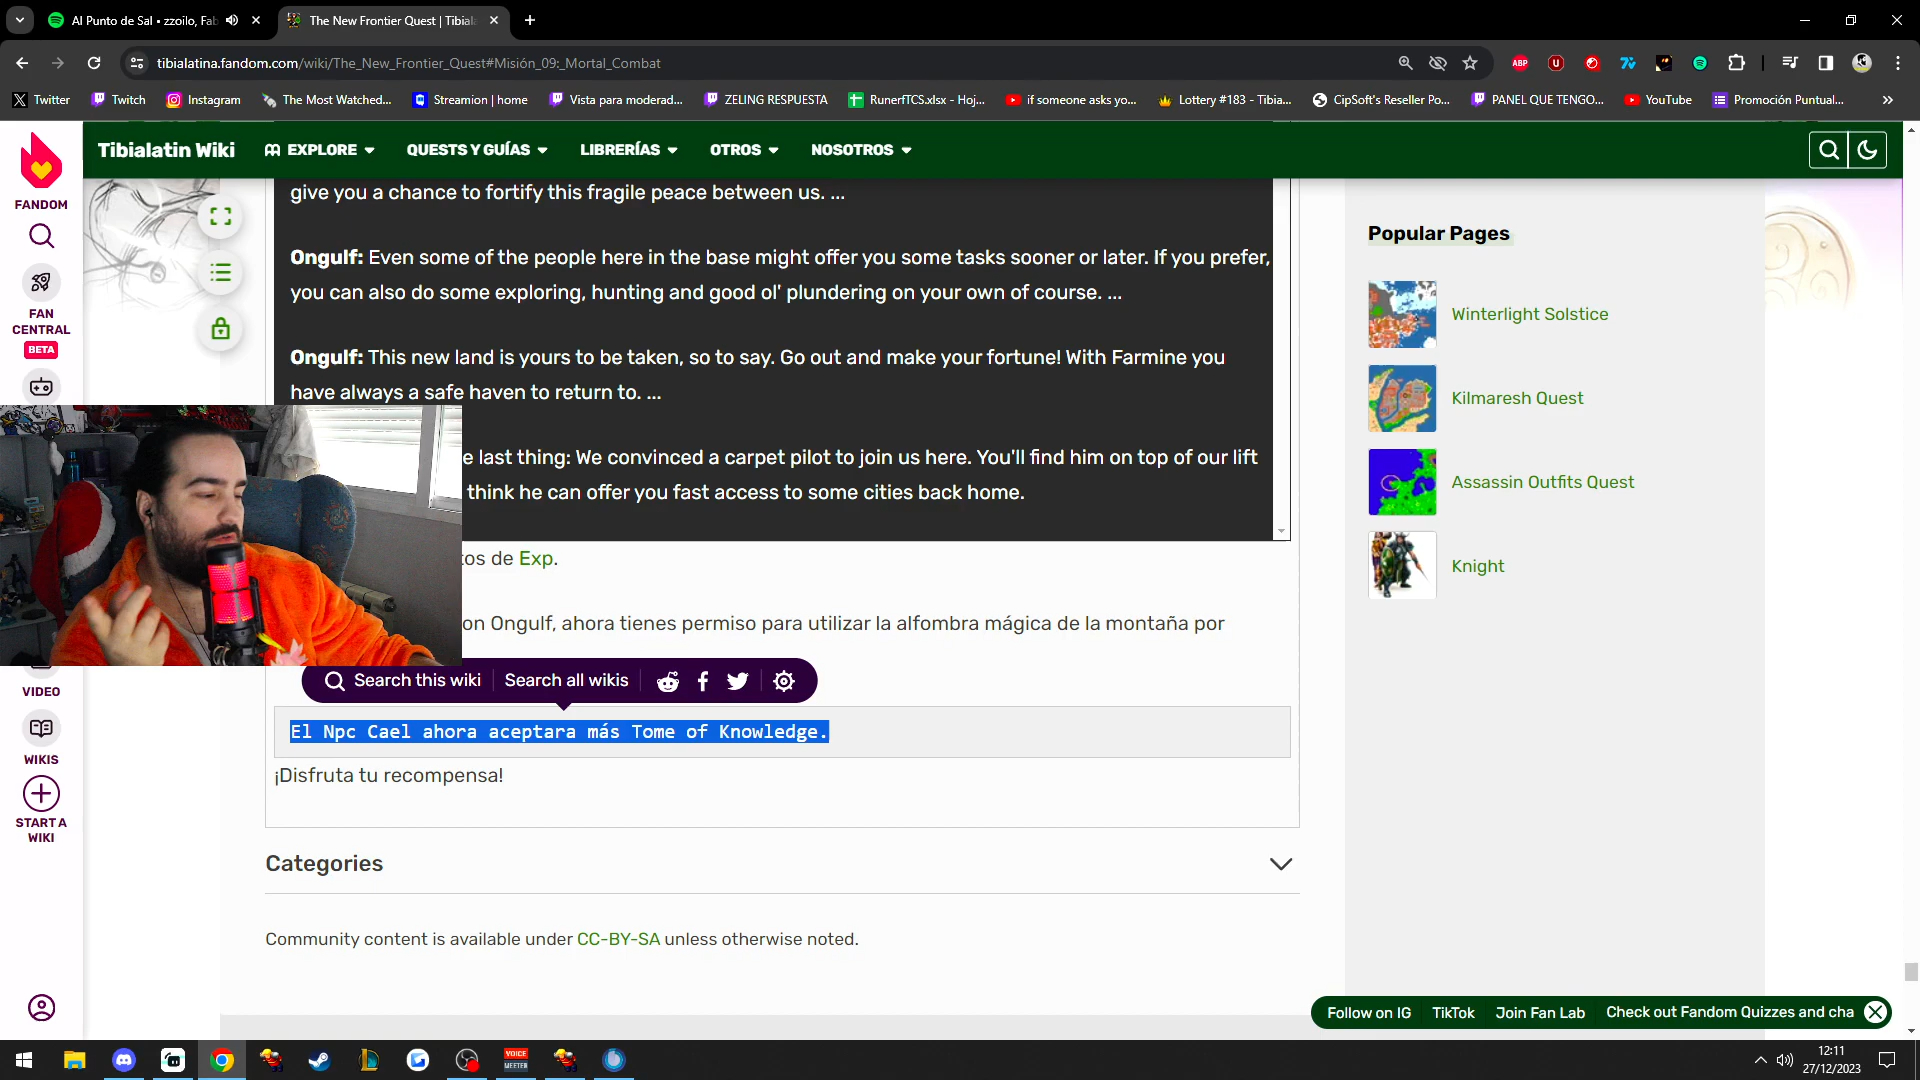 Al Punto de Sal • zzoilo, Fab
The New Frontier Quest | Tibial
tibialatina.fandom.com/wiki/The_New_Frontier_Quest#Misión_09:_Mortal_Combat
ABP
Twitter
Twitch
Instagram
The Most Watched...
Streamion | home
Vista para moderad...
ZELING RESPUESTA
RunerfTCS.xlsx - Hoj...
if someone asks yo...
Lottery #183 - Tibia...
CipSoft's Reseller Po...
PANEL QUE TENGO...
YouTube
Promoción Puntual...
Tibialatin Wiki
EXPLORE
QUESTS Y GUÍAS
LIBRERÍAS
OTROS
NOSOTROS
FANDOM
FAN
CENTRAL
BETA
give you a chance to fortify this fragile peace between us. ...
Ongulf: Even some of the people here in the base might offer you some tasks sooner or later. If you prefer,
you can also do some exploring, hunting and good ol' plundering on your own of course. ...
Ongulf: This new land is yours to be taken, so to say. Go out and make your fortune! With Farmine you
have always a safe haven to return to. ...
e last thing: We convinced a carpet pilot to join us here. You'll find him on top of our lift
think he can offer you fast access to some cities back home.
tos de Exp.
on Ongulf, ahora tienes permiso para utilizar la alfombra mágica de la montaña por
Search this wiki
Search all wikis
El Npc Cael ahora aceptara más Tome of Knowledge.
¡Disfruta tu recompensa!
Categories
Community content is available under CC-BY-SA unless otherwise noted.
VIDEO
WIKIS
START A
WIKI
Popular Pages
Winterlight Solstice
Kilmaresh Quest
Assassin Outfits Quest
Knight
Follow on IG
TikTok
Join Fan Lab
Check out Fandom Quizzes and cha
VOICE
MEETER
12:11
27/12/2023